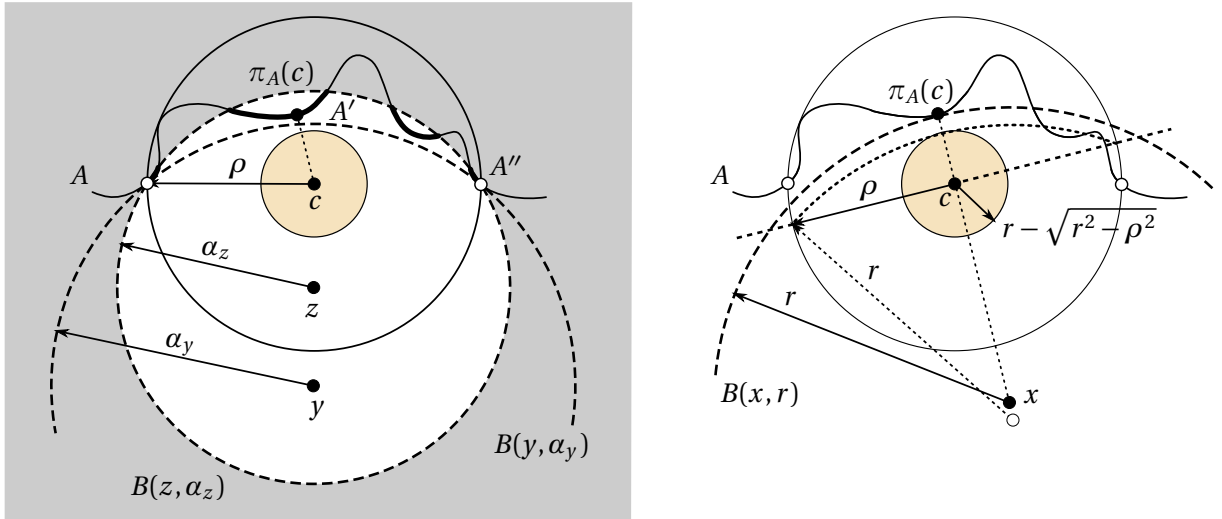 π_A(c)
A′
A
ρ
A″
c
α_z
z
α_y
y
B(z, α_z)
B(y, α_y)
π_A(c)
A
ρ
c
r − √(r² − ρ²)
r
r
x
B(x, r)